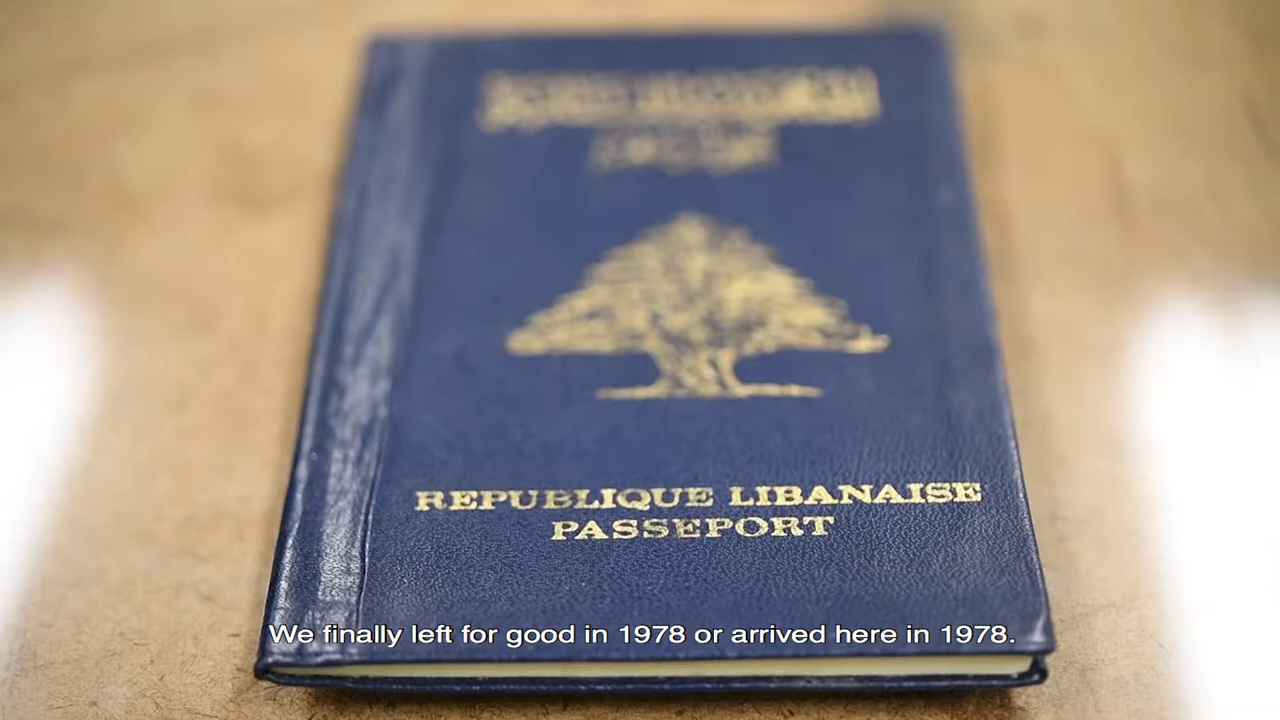 REPUBLIQUE LIBANAISE
PASSEPORT
We finally left for good in 1978 or arrived here in 1978.